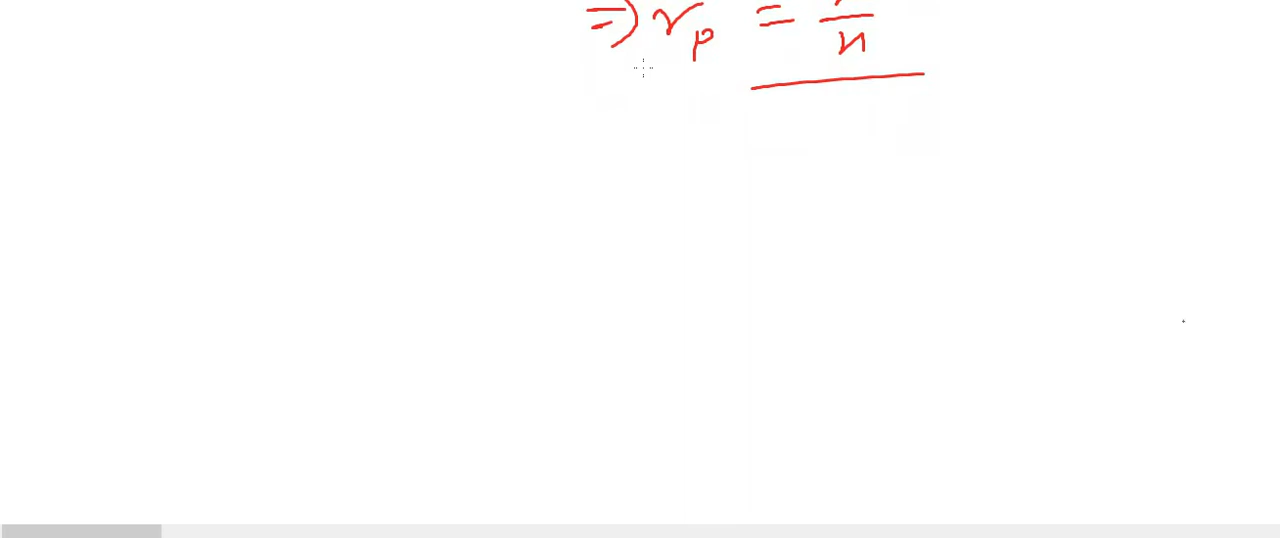 ⇒ r_p = r/n